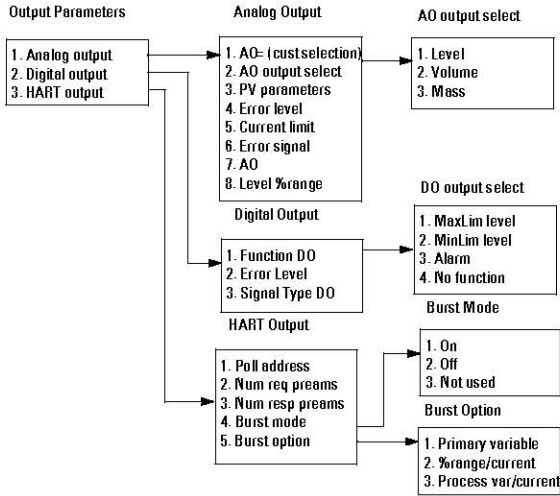 Output Parameters
1. Analog output
2. Digital output
3. HART output
Analog Output
1. AO= (cust selection)
2. AO output select
3. PV parameters
4. Error level
5. Current limit
6. Error signal
7. AO
8. Level %range
AO output select
1. Level
2. Volume
3. Mass
Digital Output
1. Function DO
2. Error Level
3. Signal Type DO
DO output select
1. MaxLim level
2. MinLim level
3. Alarm
4. No function
HART Output
1. Poll address
2. Num req preams
3. Num resp preams
4. Burst mode
5. Burst option
Burst Mode
1. On
2. Off
3. Not used
Burst Option
1. Primary variable
2. %range/current
3. Process var/current